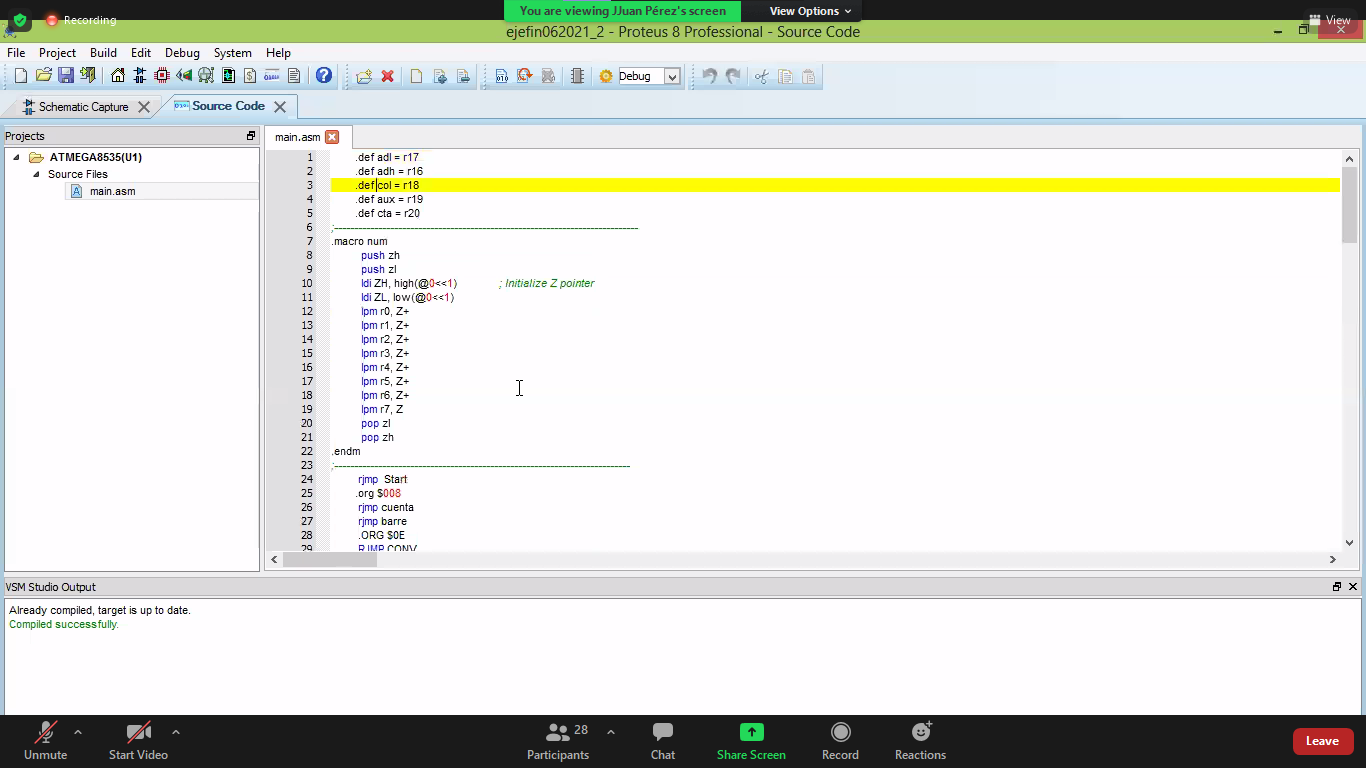 You are viewing JJuan Pérez's screen
View Options
Recording
View
ejefin062021_2 - Proteus 8 Professional - Source Code
File Project Build Edit Debug System Help
Debug
Schematic Capture
Source Code
Projects
main.asm
ATMEGA8535(U1)
Source Files
main.asm
1 .def adl = r17
2 .def adh = r16
3 .def col = r18
4 .def aux = r19
5 .def cta = r20
6 ;----------------------------------------------------------------------------
7 .macro num
8 push zh
9 push zl
10 ldi ZH, high(@0<<1) ; Initialize Z pointer
11 ldi ZL, low(@0<<1)
12 lpm r0, Z+
13 lpm r1, Z+
14 lpm r2, Z+
15 lpm r3, Z+
16 lpm r4, Z+
17 lpm r5, Z+
18 lpm r6, Z+
19 lpm r7, Z
20 pop zl
21 pop zh
22 .endm
23 ;--------------------------------------------------------------------------
24 rjmp Start
25 .org $008
26 rjmp cuenta
27 rjmp barre
28 .ORG $0E
29 RJMP CONV
VSM Studio Output
Already compiled, target is up to date.
Compiled successfully.
Unmute
Start Video
28
Participants
Chat
Share Screen
Record
Reactions
Leave